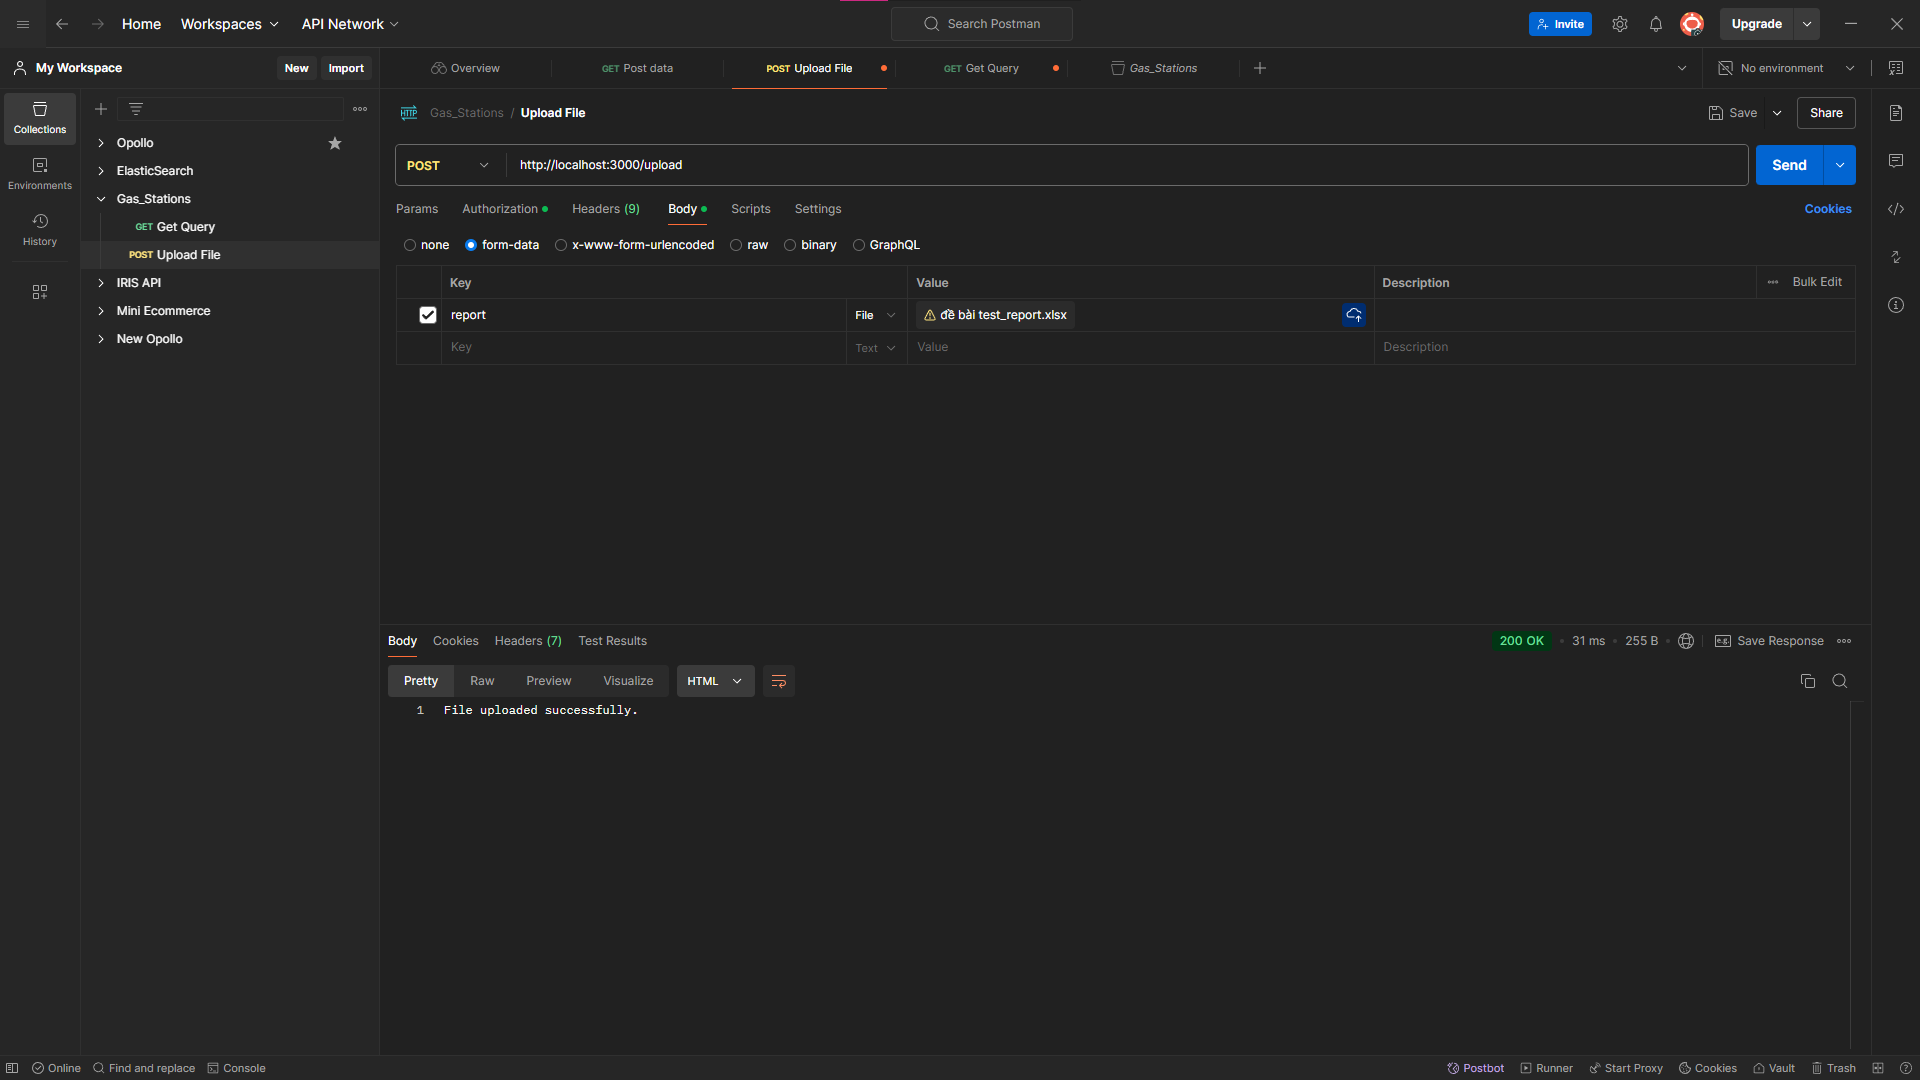 Home Workspaces API Network Search Postman Invite Upgrade
My Workspace New Import Overview GET Post data POST Upload File GET Get Query Gas_Stations No environment
Collections
Environments
History
Opollo
ElasticSearch
Gas_Stations
GET Get Query
POST Upload File
IRIS API
Mini Ecommerce
New Opollo
HTTP Gas_Stations / Upload File Save Share
POST http://localhost:3000/upload Send
Params Authorization Headers (9) Body Scripts Settings Cookies
none form-data x-www-form-urlencoded raw binary GraphQL
Key Value Description Bulk Edit
report File đề bài test_report.xlsx
Key Text Value Description
Body Cookies Headers (7) Test Results 200 OK 31 ms 255 B e.g. Save Response
Pretty Raw Preview Visualize HTML
1 File uploaded successfully.
Online Find and replace Console Postbot Runner Start Proxy Cookies Vault Trash